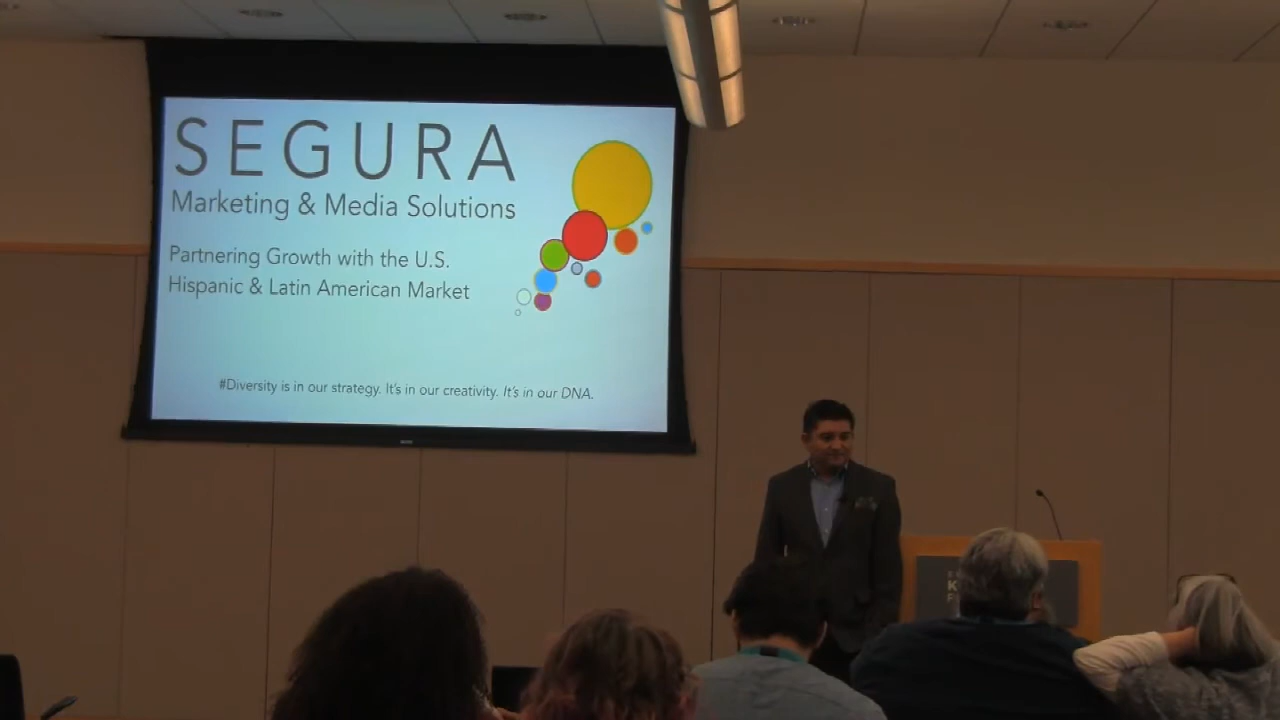 SEGURA
Marketing & Media Solutions
Partnering Growth with the U.S.
Hispanic & Latin American Market
#Diversity is in our strategy. It's in our creativity. It's in our DNA.